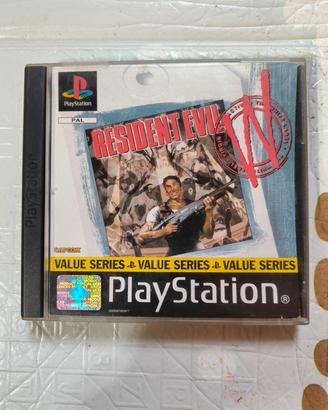 PlayStation
PlayStation
PAL
RESIDENT EVIL
CAPCOM
VALUE SERIES VALUE SERIES VALUE SERIES
PlayStation®